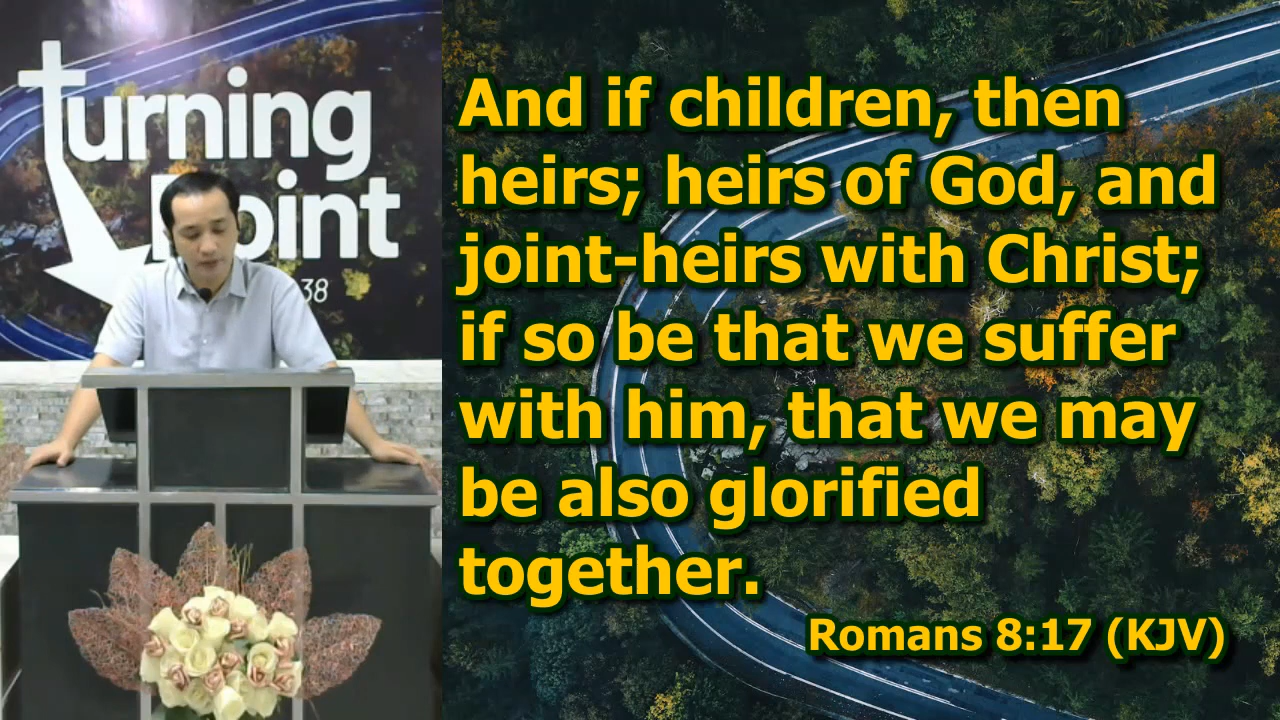 turning
Point
38
And if children, then
heirs; heirs of God, and
joint-heirs with Christ;
if so be that we suffer
with him, that we may
be also glorified
together.
Romans 8:17 (KJV)